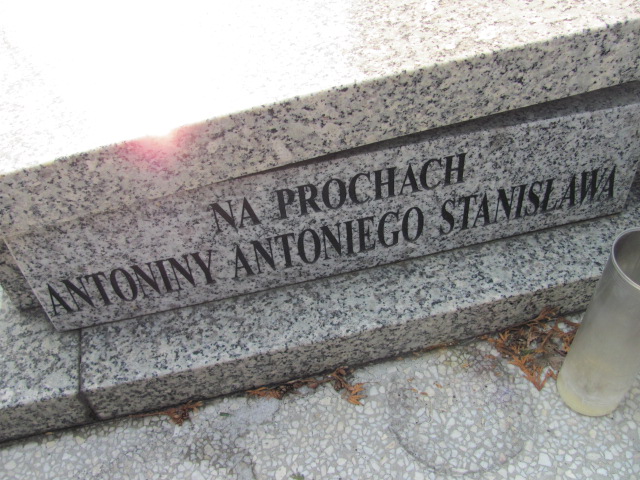 NA PROCHACH
ANTONINY ANTONIEGO STANISŁAWA